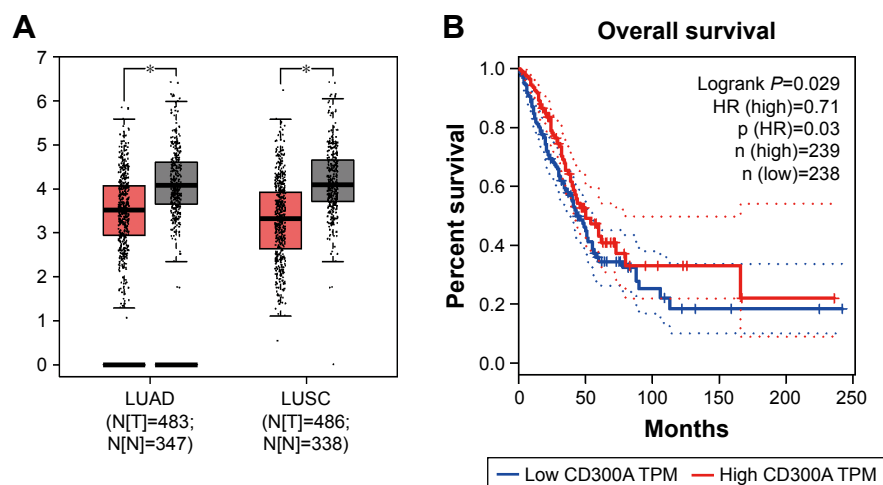 A
7
6
5
4
3
2
1
0
*
*
LUAD
(N[T]=483;
N[N]=347)
LUSC
(N[T]=486;
N[N]=338)
B
Overall survival
Percent survival
1.0
0.8
0.6
0.4
0.2
0.0
Logrank P=0.029
HR (high)=0.71
p (HR)=0.03
n (high)=239
n (low)=238
0 50 100 150 200 250
Months
Low CD300A TPM High CD300A TPM